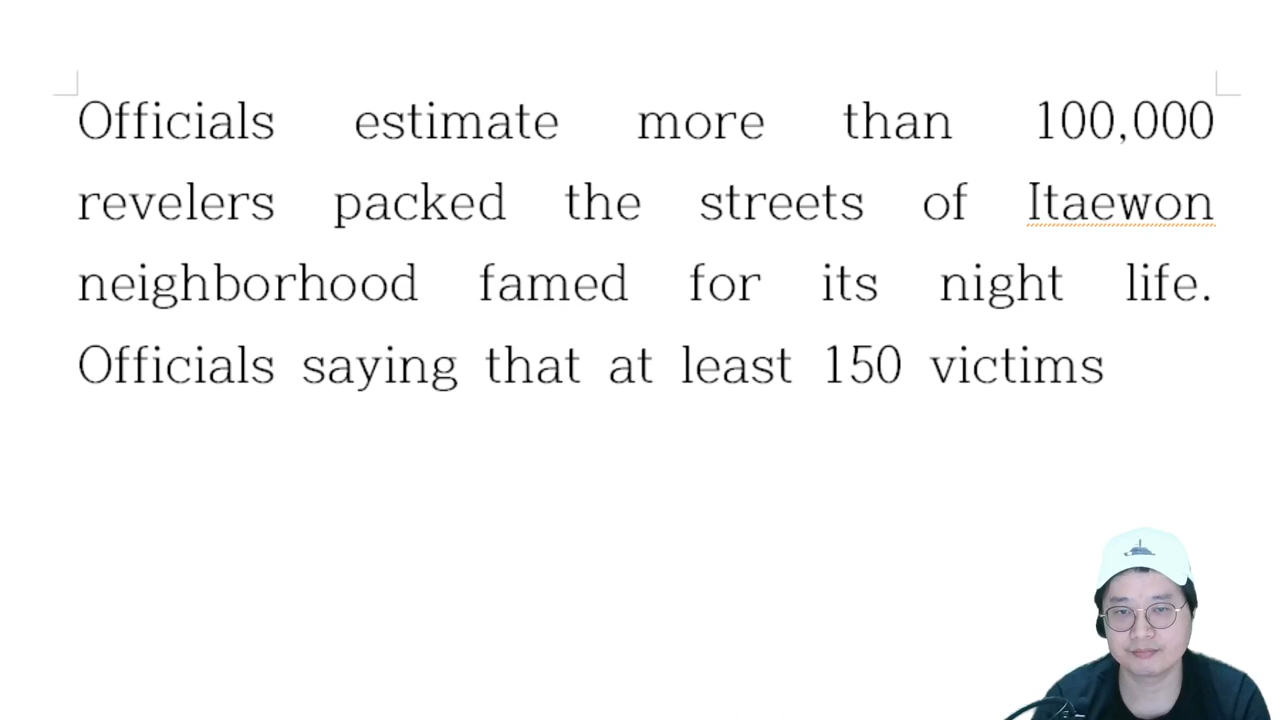 Officials estimate more than 100,000
revelers packed the streets of Itaewon
neighborhood famed for its night life.
Officials saying that at least 150 victims